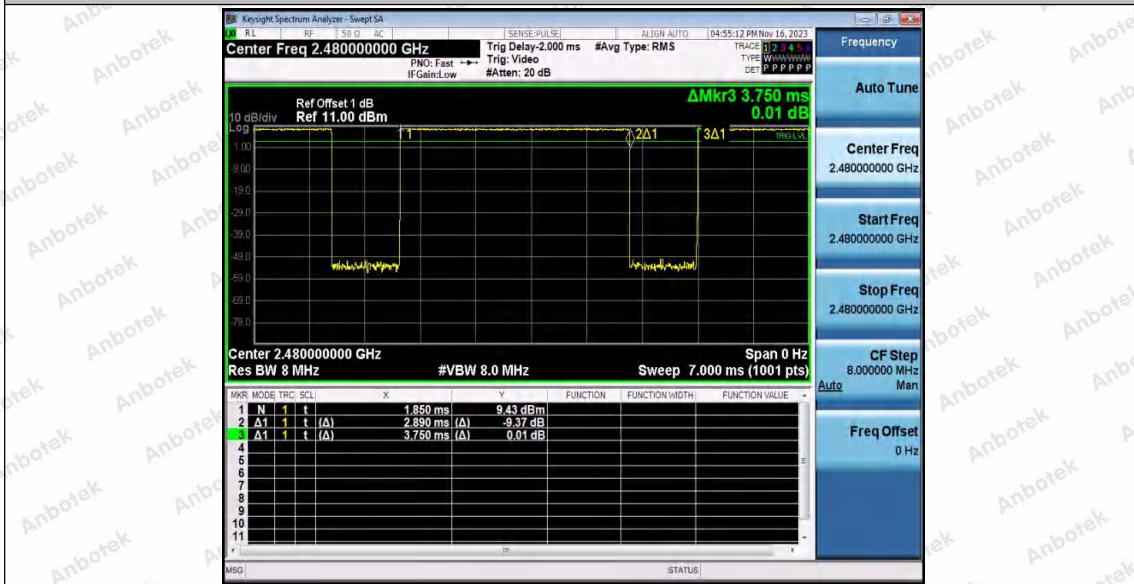 Keysight Spectrum Analyzer - Swept SA
RL RF 50 Ω AC SENSE:PULSE ALIGN AUTO 04:55:12 PM Nov 16, 2023
Center Freq 2.480000000 GHz
Trig Delay-2.000 ms #Avg Type: RMS
TRACE 1 2 3 4 5 6
PNO: Fast Trig: Video
TYPE WWWWWW
IFGain:Low #Atten: 20 dB
DET P P P P P P
ΔMkr3 3.750 ms
0.01 dB
Ref Offset 1 dB
10 dB/div Ref 11.00 dBm
Log
1 2Δ1 3Δ1
TRIG LVL
1.00
-9.00
-19.0
-29.0
-39.0
-49.0
-59.0
-69.0
-79.0
Center 2.480000000 GHz Span 0 Hz
Res BW 8 MHz #VBW 8.0 MHz Sweep 7.000 ms (1001 pts)
MKR MODE TRC SCL X Y FUNCTION FUNCTION WIDTH FUNCTION VALUE
1 N 1 t 1.850 ms 9.43 dBm
2 Δ1 1 t (Δ) 2.890 ms (Δ) -9.37 dB
3 Δ1 1 t (Δ) 3.750 ms (Δ) 0.01 dB
4
5
6
7
8
9
10
11
MSG STATUS
Frequency
Auto Tune
Center Freq
2.480000000 GHz
Start Freq
2.480000000 GHz
Stop Freq
2.480000000 GHz
CF Step
8.000000 MHz
Auto Man
Freq Offset
0 Hz
Anbotek